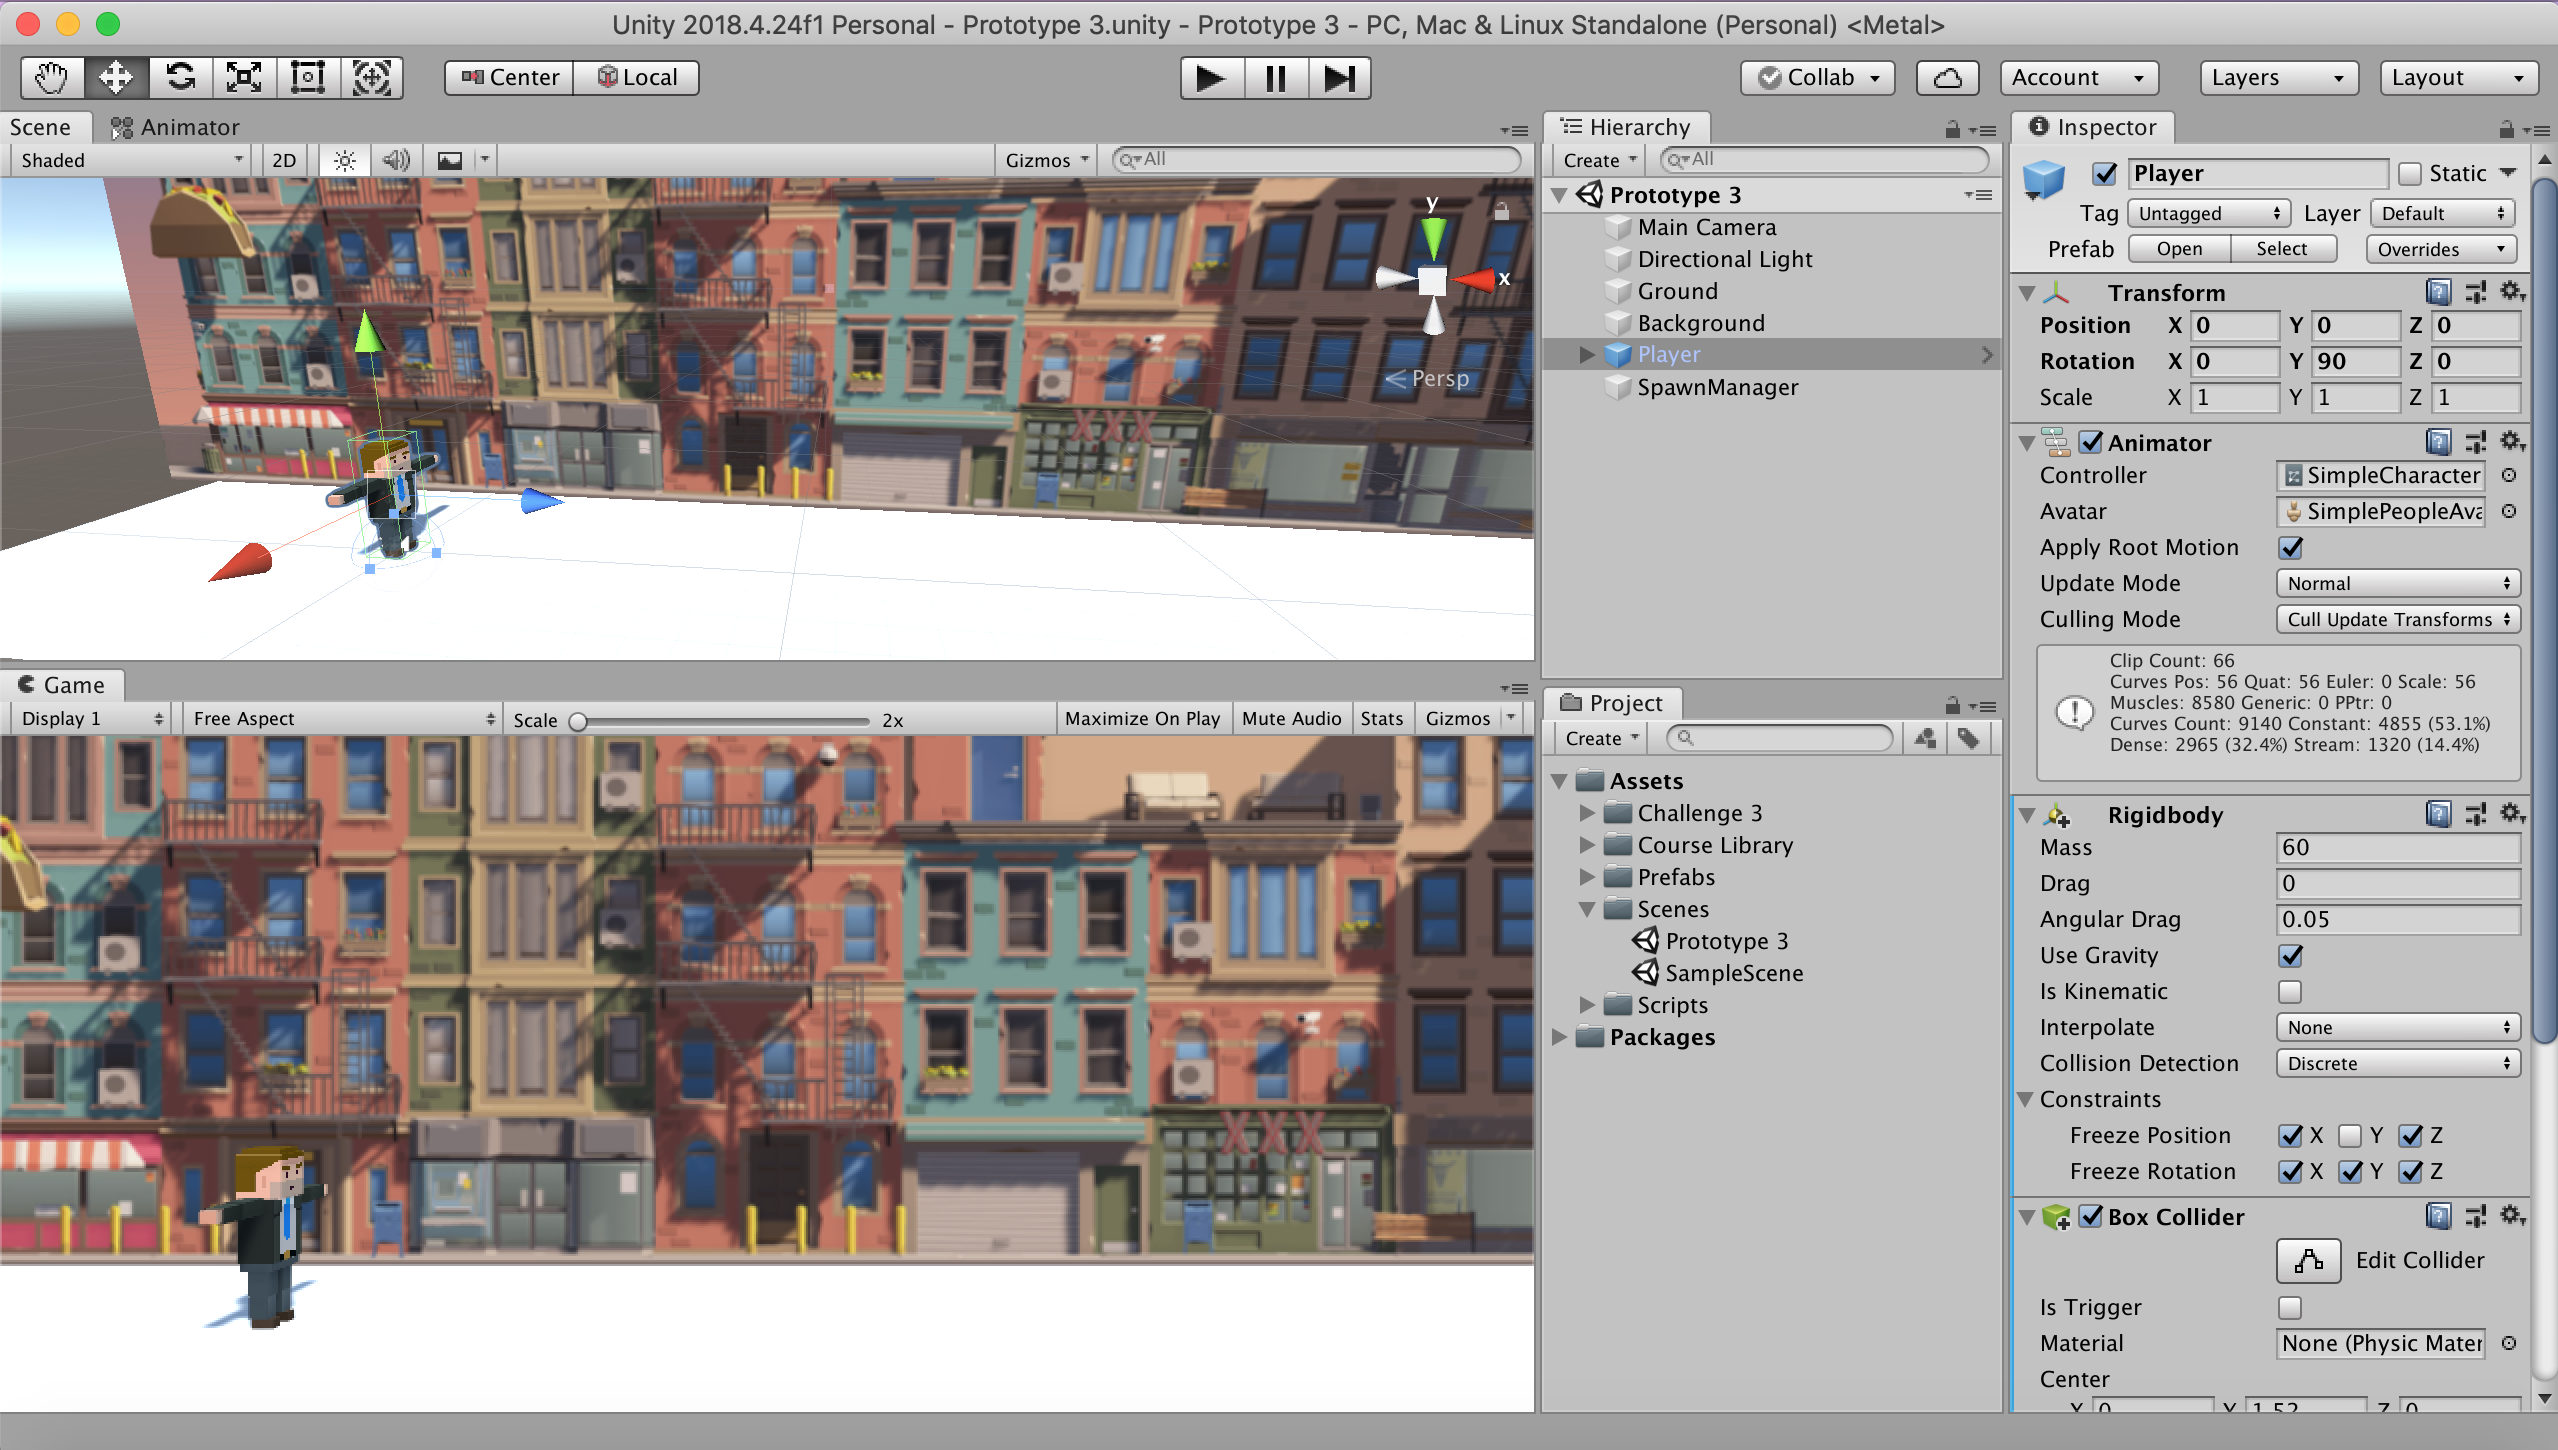 Unity 2018.4.24f1 Personal - Prototype 3.unity - Prototype 3 - PC, Mac & Linux Standalone (Personal) <Metal>
Center Local Collab Account Layers Layout
Scene Animator
Shaded 2D Gizmos All
y
x
Persp
Game
Display 1 Free Aspect Scale 2x Maximize On Play Mute Audio Stats Gizmos
XXX
XXX
Hierarchy
Create All
Prototype 3
Main Camera
Directional Light
Ground
Background
Player
SpawnManager
Project
Create
Assets
Challenge 3
Course Library
Prefabs
Scenes
Prototype 3
SampleScene
Scripts
Packages
Inspector
Player Static
Tag Untagged Layer Default
Prefab Open Select Overrides
Transform
Position X 0 Y 0 Z 0
Rotation X 0 Y 90 Z 0
Scale X 1 Y 1 Z 1
Animator
Controller SimpleCharacter
Avatar SimplePeopleAva
Apply Root Motion
Update Mode Normal
Culling Mode Cull Update Transforms
Clip Count: 66
Curves Pos: 56 Quat: 56 Euler: 0 Scale: 56
Muscles: 8580 Generic: 0 PPtr: 0
Curves Count: 9140 Constant: 4855 (53.1%)
Dense: 2965 (32.4%) Stream: 1320 (14.4%)
Rigidbody
Mass 60
Drag 0
Angular Drag 0.05
Use Gravity
Is Kinematic
Interpolate None
Collision Detection Discrete
Constraints
Freeze Position X Y Z
Freeze Rotation X Y Z
Box Collider
Edit Collider
Is Trigger
Material None (Physic Mater
Center
X 0 Y 1.52 Z 0